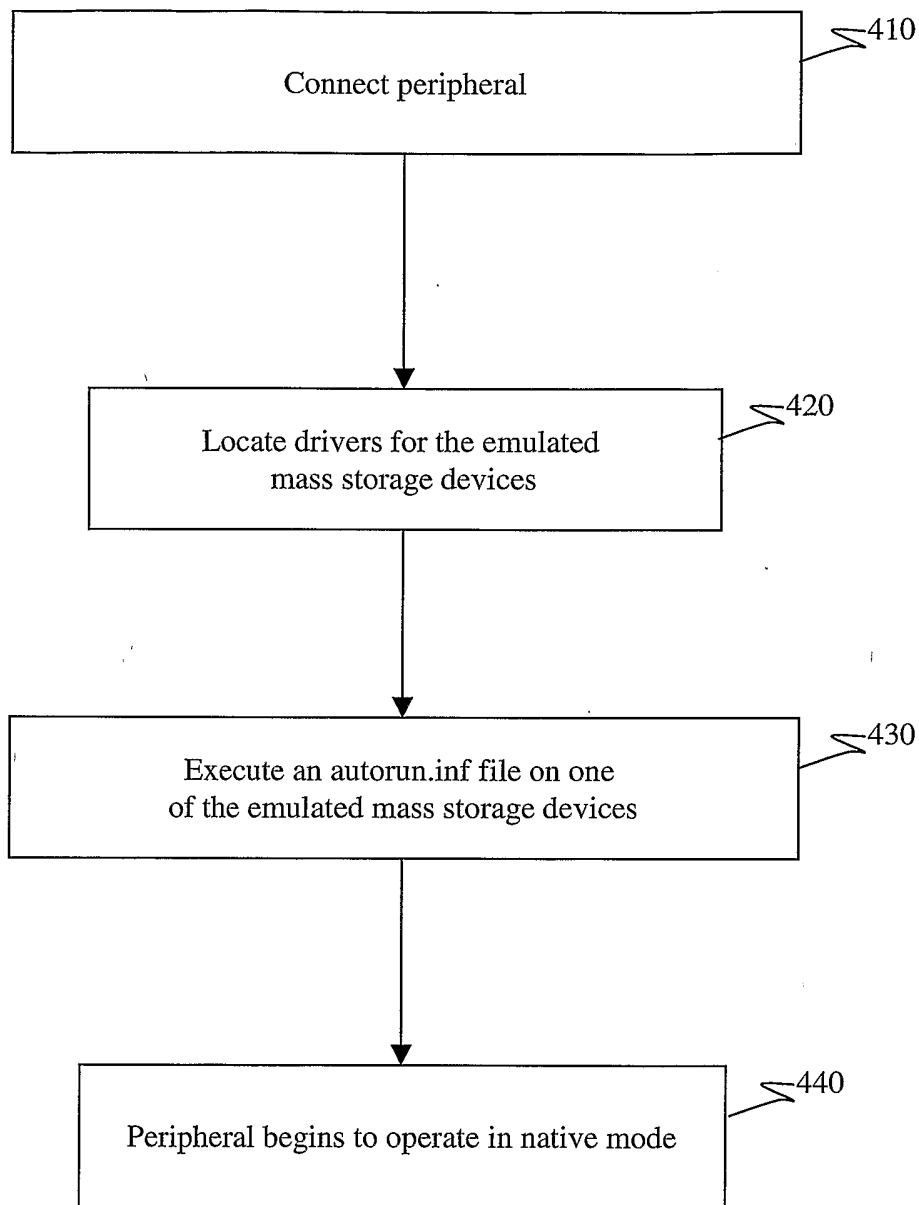 410
Connect peripheral
420
Locate drivers for the emulated
mass storage devices
430
Execute an autorun.inf file on one
of the emulated mass storage devices
440
Peripheral begins to operate in native mode